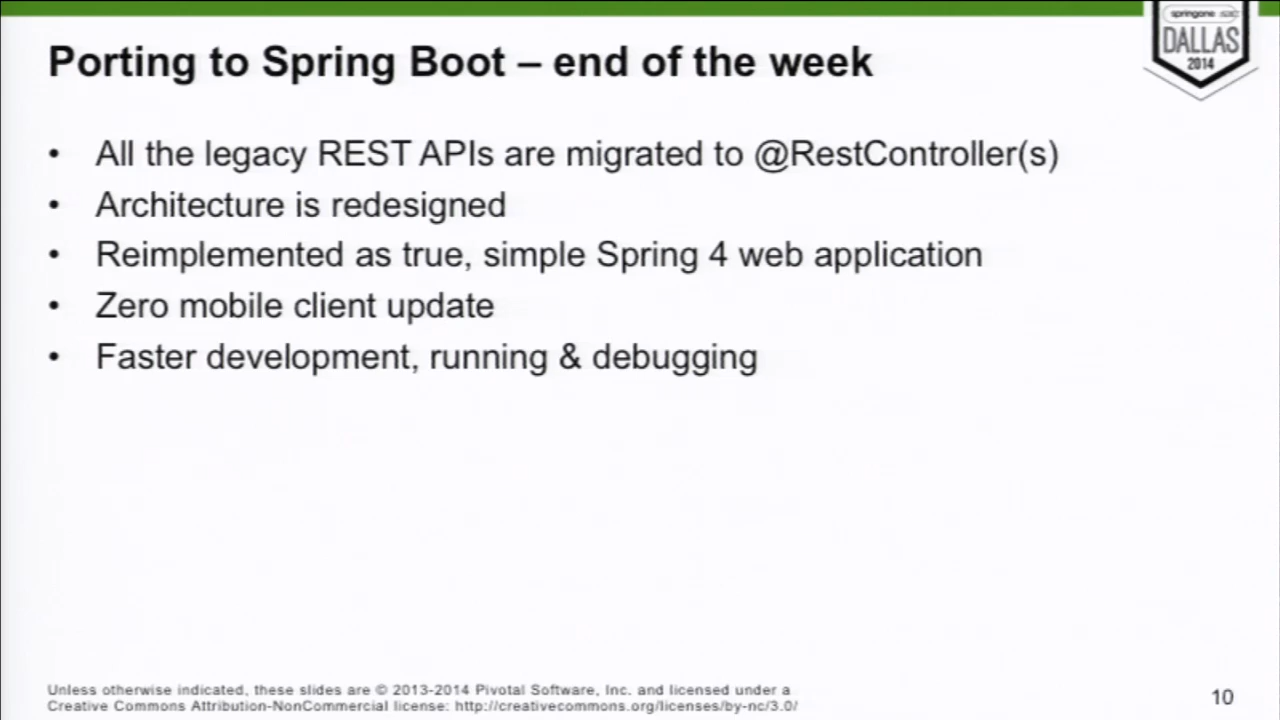 springone
DALLAS
2014
Porting to Spring Boot – end of the week
• All the legacy REST APIs are migrated to @RestController(s)
• Architecture is redesigned
• Reimplemented as true, simple Spring 4 web application
• Zero mobile client update
• Faster development, running & debugging
Unless otherwise indicated, these slides are © 2013-2014 Pivotal Software, Inc. and licensed under a
Creative Commons Attribution-NonCommercial license: http://creativecommons.org/licenses/by-nc/3.0/
10